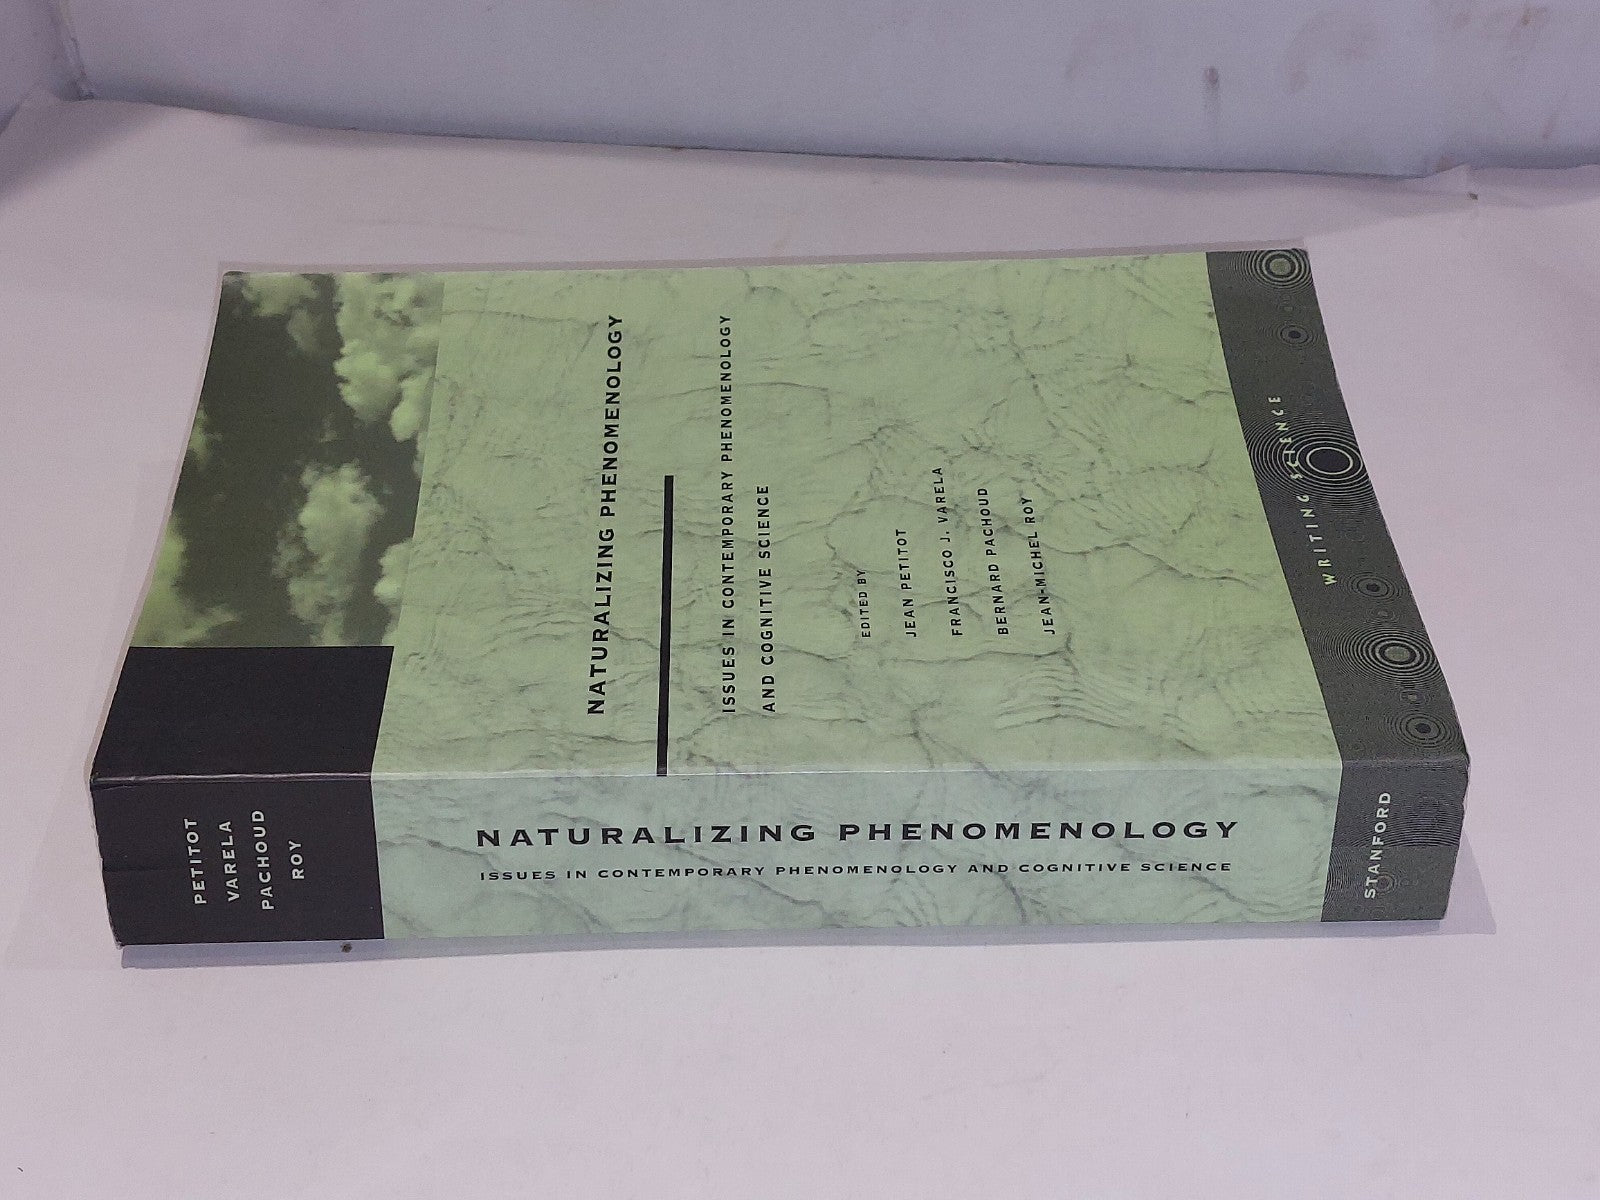 NATURALIZING PHENOMENOLOGY
ISSUES IN CONTEMPORARY PHENOMENOLOGY
AND COGNITIVE SCIENCE
EDITED BY
JEAN PETITOT
FRANCISCO J. VARELA
BERNARD PACHOUD
JEAN-MICHEL ROY
WRITING SCIENCE
PETITOT
VARELA
PACHOUD
ROY
NATURALIZING PHENOMENOLOGY
ISSUES IN CONTEMPORARY PHENOMENOLOGY AND COGNITIVE SCIENCE
STANFORD